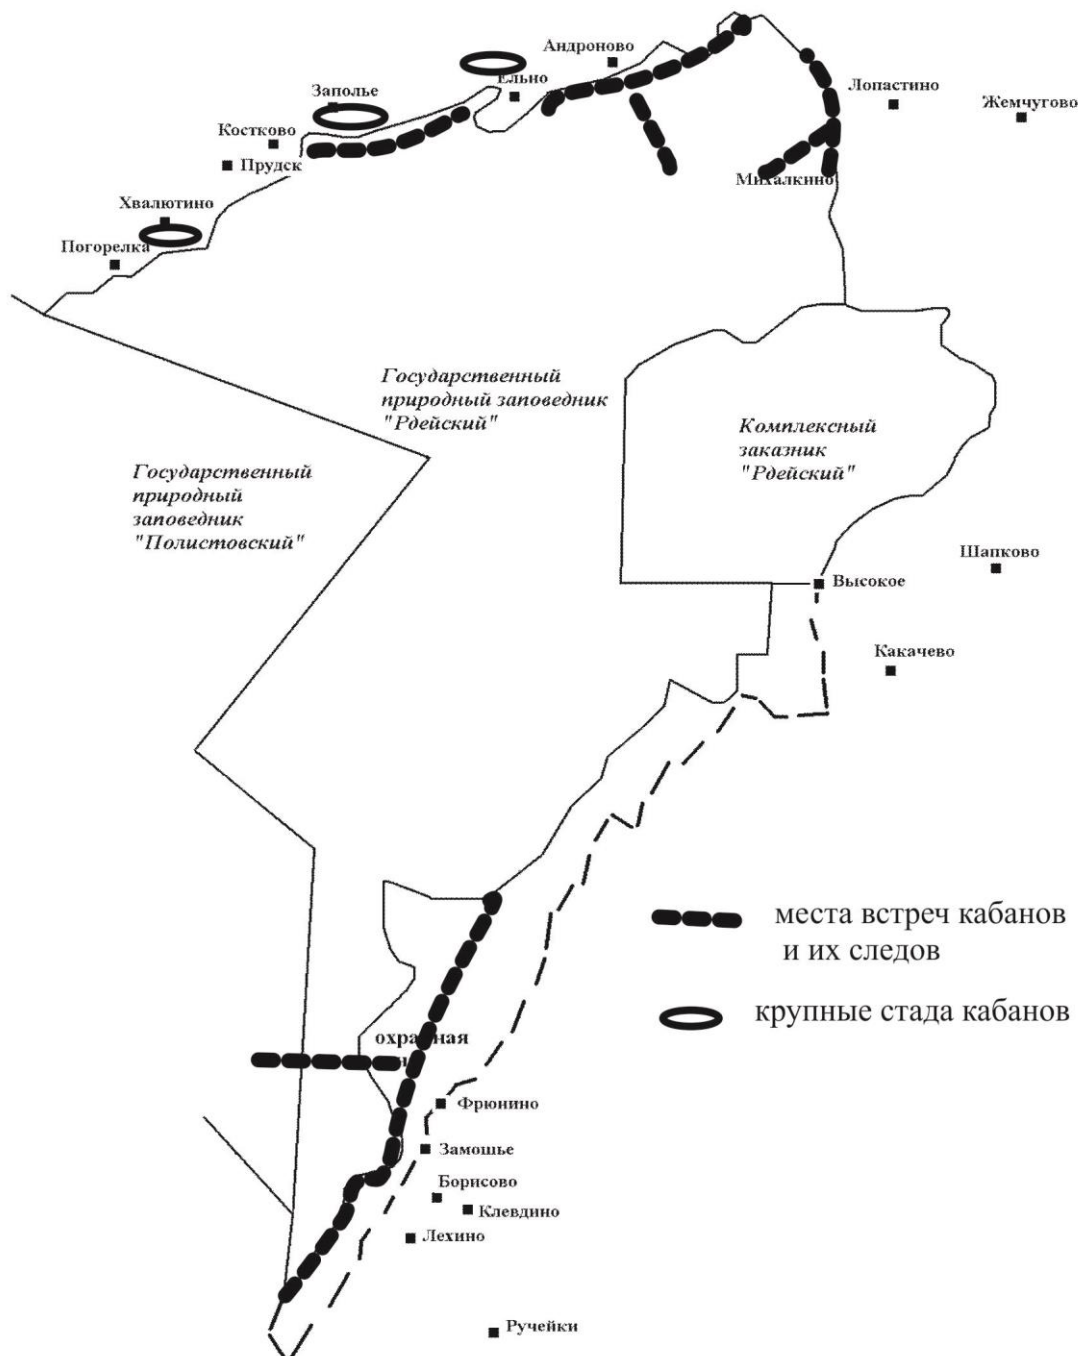 Андроново
Ельно
Заполье
Лопастино
Жемчугово
Костково
Прудск
Михалкино
Хвалютино
Погорелка
Государственный
природный заповедник
"Рдейский"
Комплексный
заказник
"Рдейский"
Государственный
природный
заповедник
"Полистовский"
Шапково
Высокое
Какачево
места встреч кабанов
и их следов
крупные стада кабанов
Фрюнино
Замошье
Борисово
Клевдино
Лехино
Ручейки